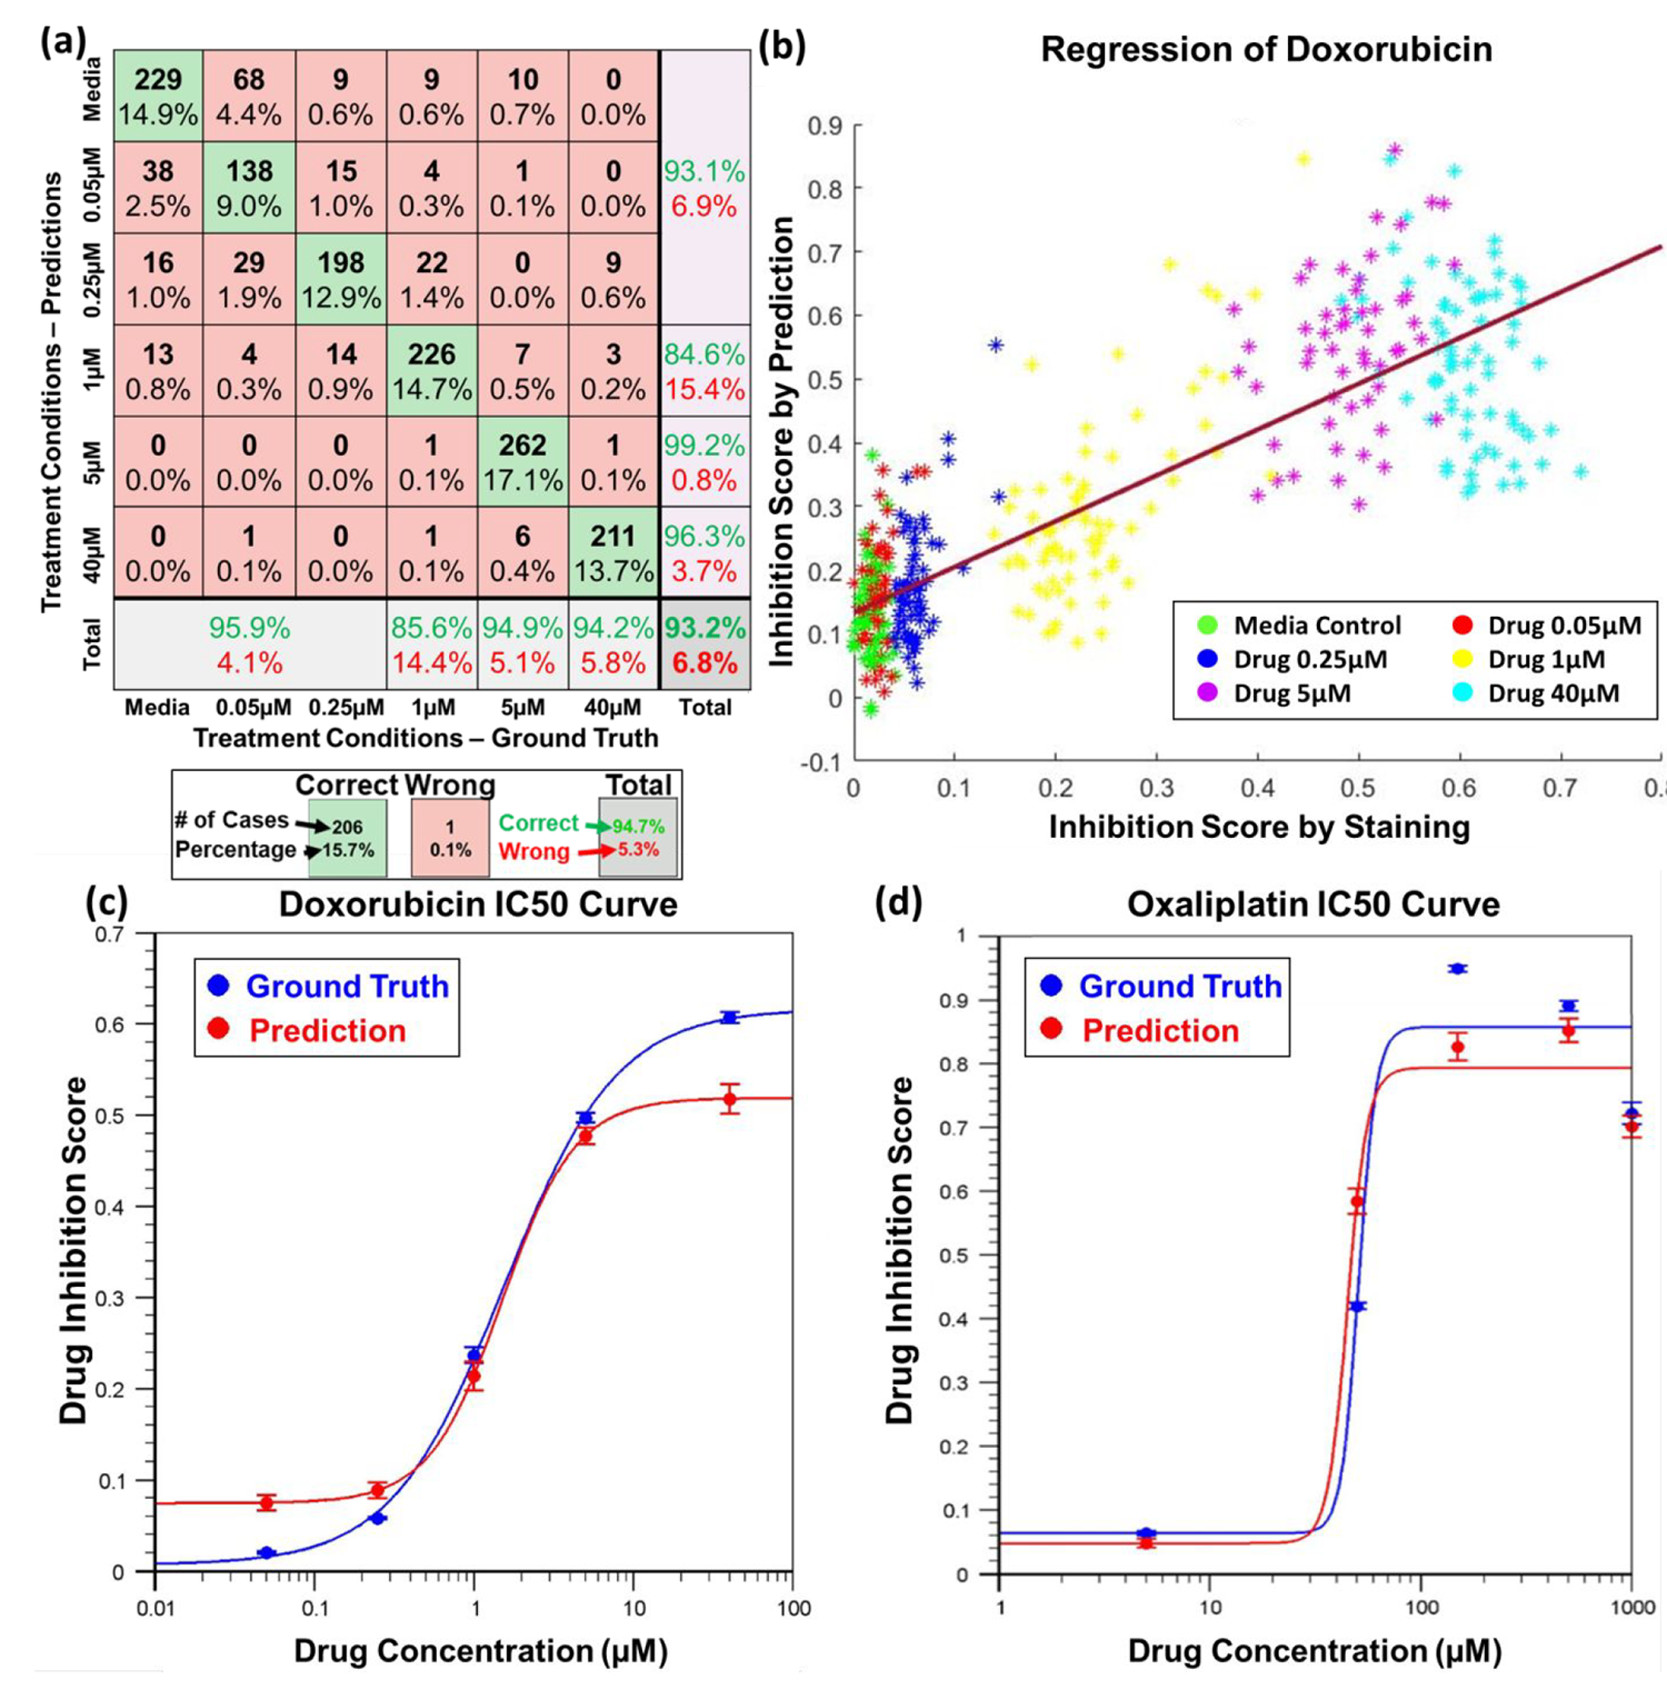 (a)
Treatment Conditions – Predictions
Media
229 68 9 9 10 0
14.9% 4.4% 0.6% 0.6% 0.7% 0.0%
0.05µM
38 138 15 4 1 0 93.1%
2.5% 9.0% 1.0% 0.3% 0.1% 0.0% 6.9%
0.25µM
16 29 198 22 0 9
1.0% 1.9% 12.9% 1.4% 0.0% 0.6%
1µM
13 4 14 226 7 3 84.6%
0.8% 0.3% 0.9% 14.7% 0.5% 0.2% 15.4%
5µM
0 0 0 1 262 1 99.2%
0.0% 0.0% 0.0% 0.1% 17.1% 0.1% 0.8%
40µM
0 1 0 1 6 211 96.3%
0.0% 0.1% 0.0% 0.1% 0.4% 13.7% 3.7%
Total
95.9% 85.6% 94.9% 94.2% 93.2%
4.1% 14.4% 5.1% 5.8% 6.8%
Media 0.05µM 0.25µM 1µM 5µM 40µM Total
Treatment Conditions – Ground Truth
Correct Wrong Total
# of Cases 206 1 Correct 94.7%
Percentage 15.7% 0.1% Wrong 5.3%
(b)
Regression of Doxorubicin
Inhibition Score by Prediction
0.9
0.8
0.7
0.6
0.5
0.4
0.3
0.2
0.1
0
-0.1
Media Control Drug 0.05µM
Drug 0.25µM Drug 1µM
Drug 5µM Drug 40µM
0 0.1 0.2 0.3 0.4 0.5 0.6 0.7
Inhibition Score by Staining
(c)
Doxorubicin IC50 Curve
Ground Truth
Prediction
Drug Inhibition Score
0.7
0.6
0.5
0.4
0.3
0.2
0.1
0
0.01 0.1 1 10 100
Drug Concentration (µM)
(d)
Oxaliplatin IC50 Curve
Ground Truth
Prediction
Drug Inhibition Score
1
0.9
0.8
0.7
0.6
0.5
0.4
0.3
0.2
0.1
0
1 10 100 1000
Drug Concentration (µM)